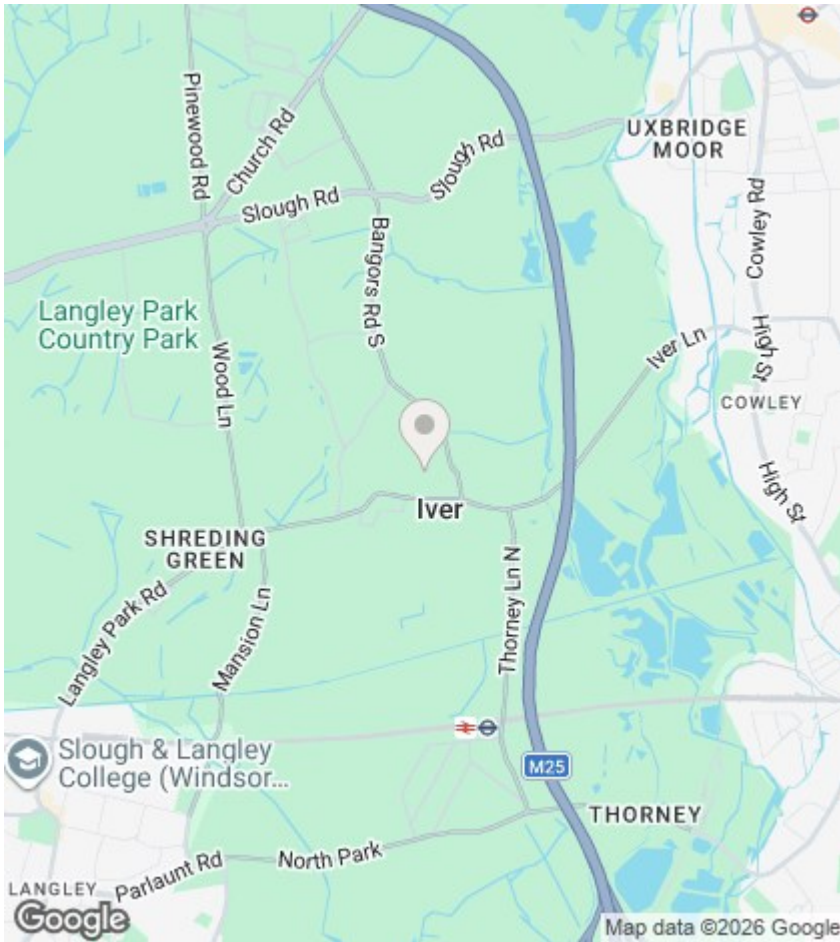 Pinewood Rd
Church Rd
Slough Rd
Slough Rd
UXBRIDGE
MOOR
Cowley Rd
Bangors Rd S
Langley Park
Country Park
Wood Ln
Iver Ln
High St
COWLEY
High St
Iver
SHREDING
GREEN
Langley Park Rd
Mansion Ln
Thorney Ln N
Slough & Langley
College (Windsor...
M25
THORNEY
North Park
Parlaunt Rd
LANGLEY
Google
Map data ©2026 Google